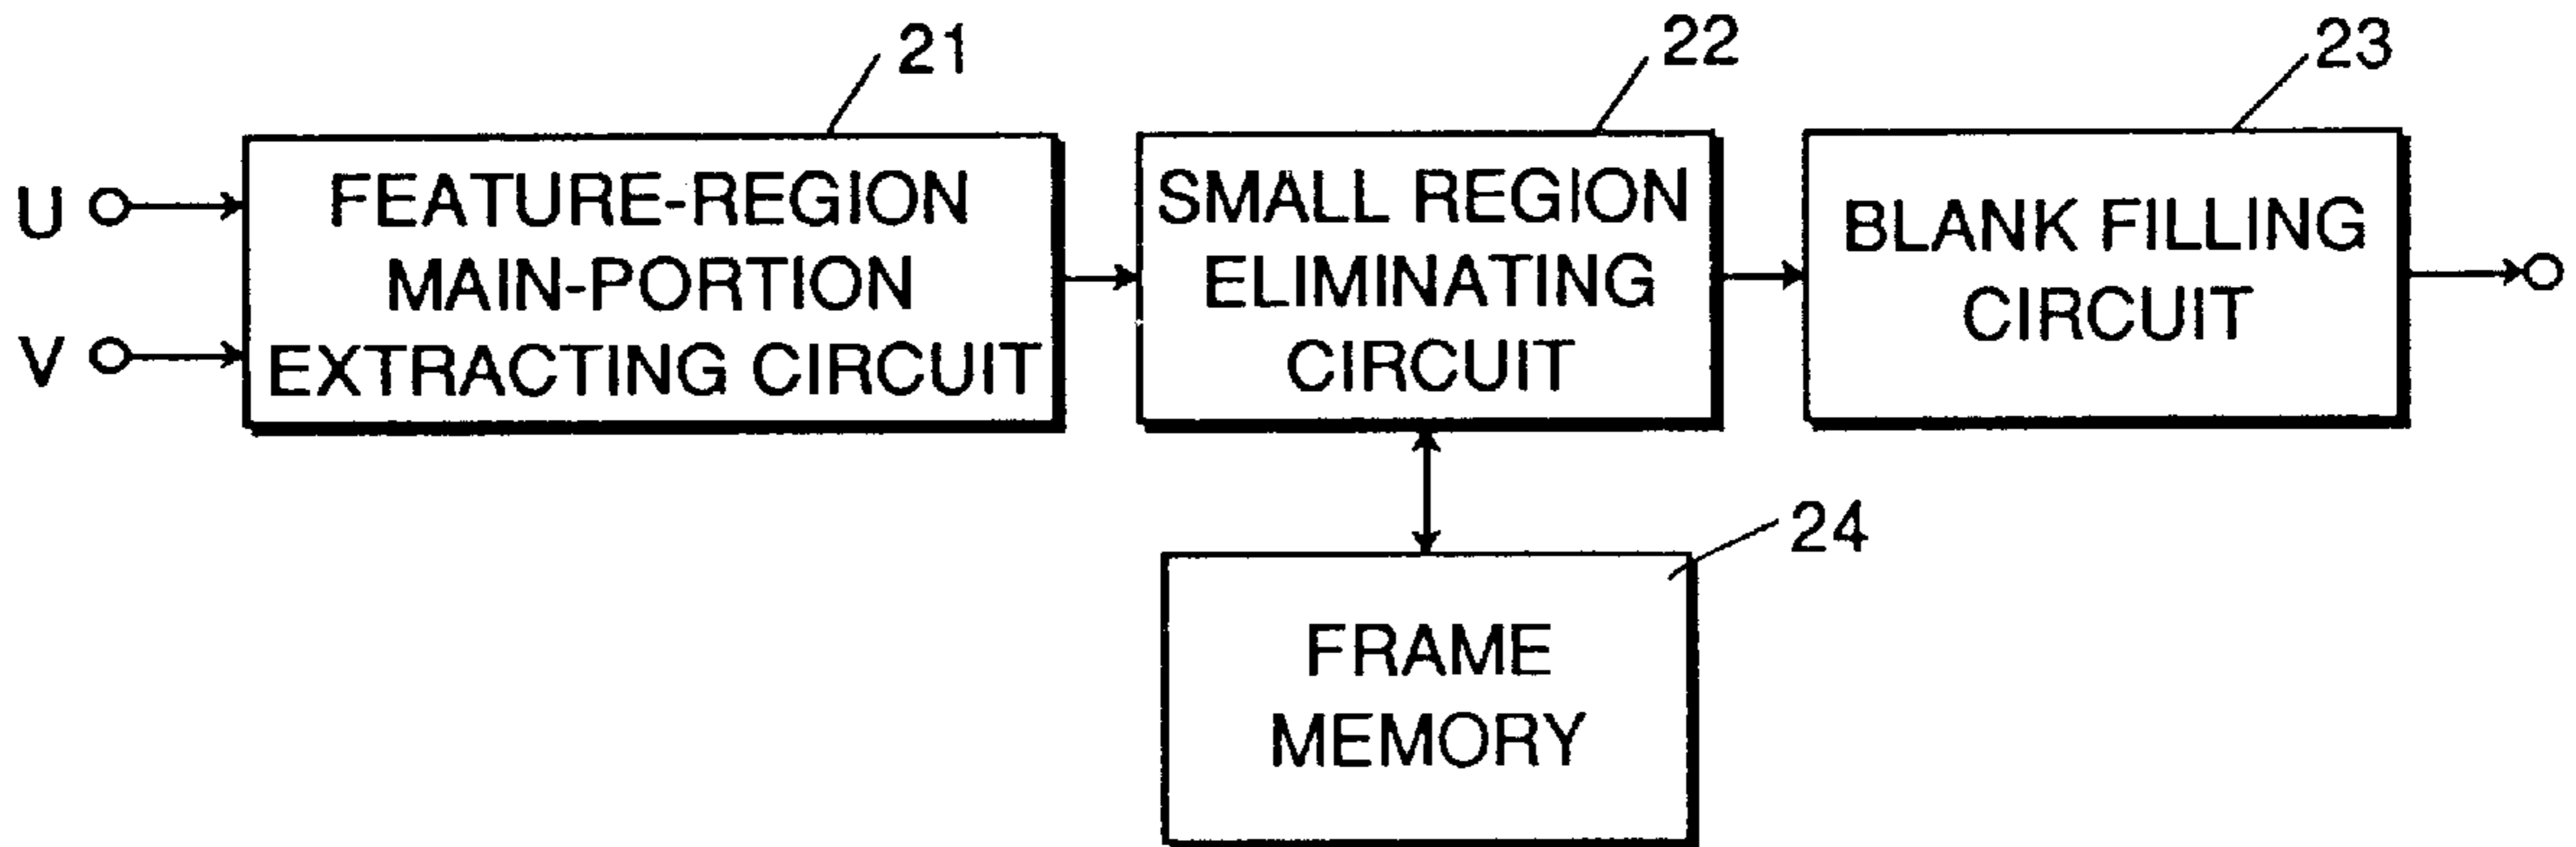 21
22
23
U
V
FEATURE-REGION
MAIN-PORTION
EXTRACTING CIRCUIT
SMALL REGION
ELIMINATING
CIRCUIT
BLANK FILLING
CIRCUIT
24
FRAME
MEMORY